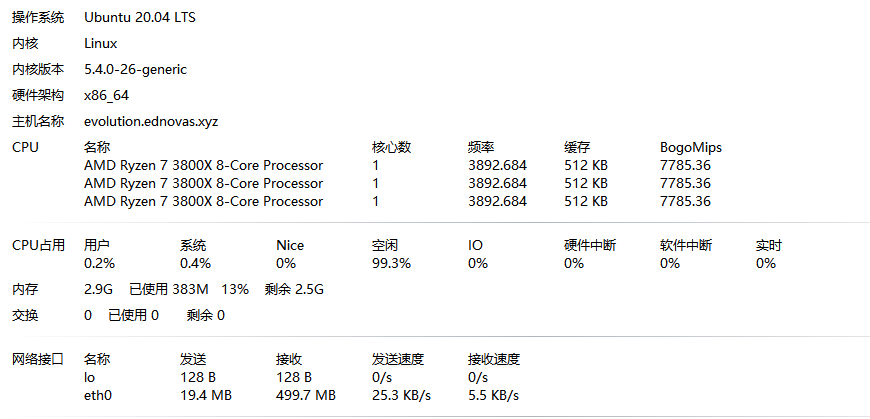 操作系统 Ubuntu 20.04 LTS
内核 Linux
内核版本 5.4.0-26-generic
硬件架构 x86_64
主机名称 evolution.ednovas.xyz
CPU 名称 核心数 频率 缓存 BogoMips
AMD Ryzen 7 3800X 8-Core Processor 1 3892.684 512 KB 7785.36
AMD Ryzen 7 3800X 8-Core Processor 1 3892.684 512 KB 7785.36
AMD Ryzen 7 3800X 8-Core Processor 1 3892.684 512 KB 7785.36
CPU占用 用户 系统 Nice 空闲 IO 硬件中断 软件中断 实时
0.2% 0.4% 0% 99.3% 0% 0% 0% 0%
内存 2.9G 已使用 383M 13% 剩余 2.5G
交换 0 已使用 0 剩余 0
网络接口 名称 发送 接收 发送速度 接收速度
lo 128 B 128 B 0/s 0/s
eth0 19.4 MB 499.7 MB 25.3 KB/s 5.5 KB/s